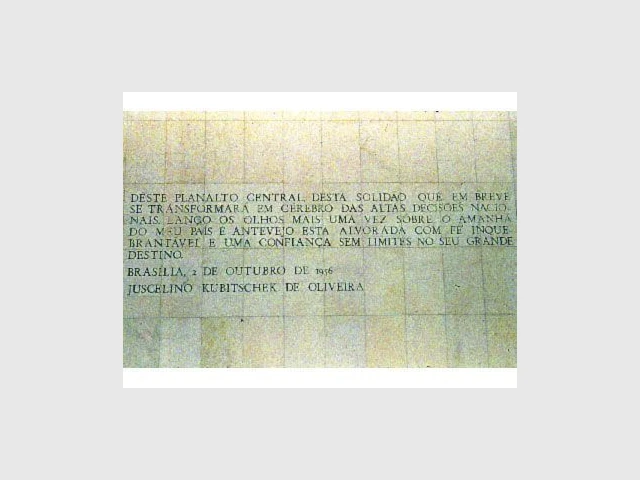 DÊSTE PLANALTO CENTRAL, DESTA SOLIDÃO QUE EM BREVE
SE TRANSFORMARÁ EM CÉREBRO DAS ALTAS DECISÕES NACIO-
NAIS, LANÇO OS OLHOS MAIS UMA VEZ SÔBRE O AMANHÃ
DO MEU PAÍS E ANTEVEJO ESTA ALVORADA COM FÉ INQUE-
BRANTÁVEL E UMA CONFIANÇA SEM LIMITES NO SEU GRANDE
DESTINO.
BRASÍLIA, 2 DE OUTUBRO DE 1956
JUSCELINO KUBITSCHEK DE OLIVEIRA